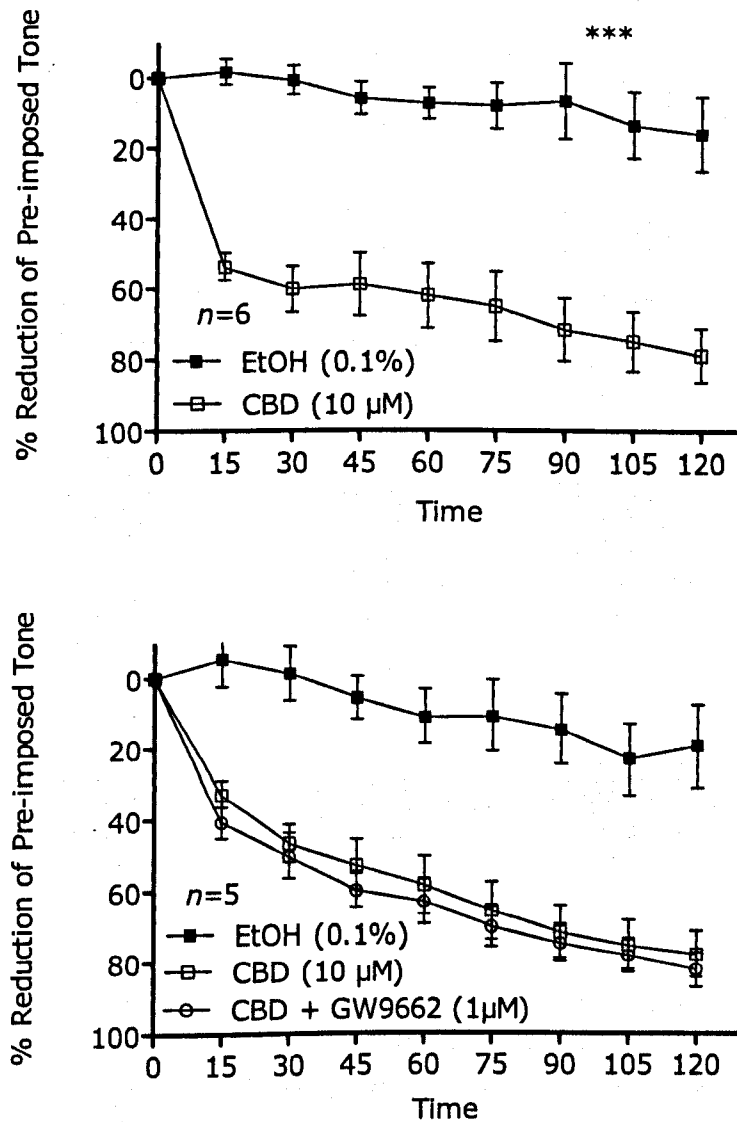 ***
% Reduction of Pre-imposed Tone
0
20
40
60
80
100
n=6
EtOH (0.1%)
CBD (10 µM)
0 15 30 45 60 75 90 105 120
Time
% Reduction of Pre-imposed Tone
0
20
40
60
80
100
n=5
EtOH (0.1%)
CBD (10 µM)
CBD + GW9662 (1µM)
0 15 30 45 60 75 90 105 120
Time